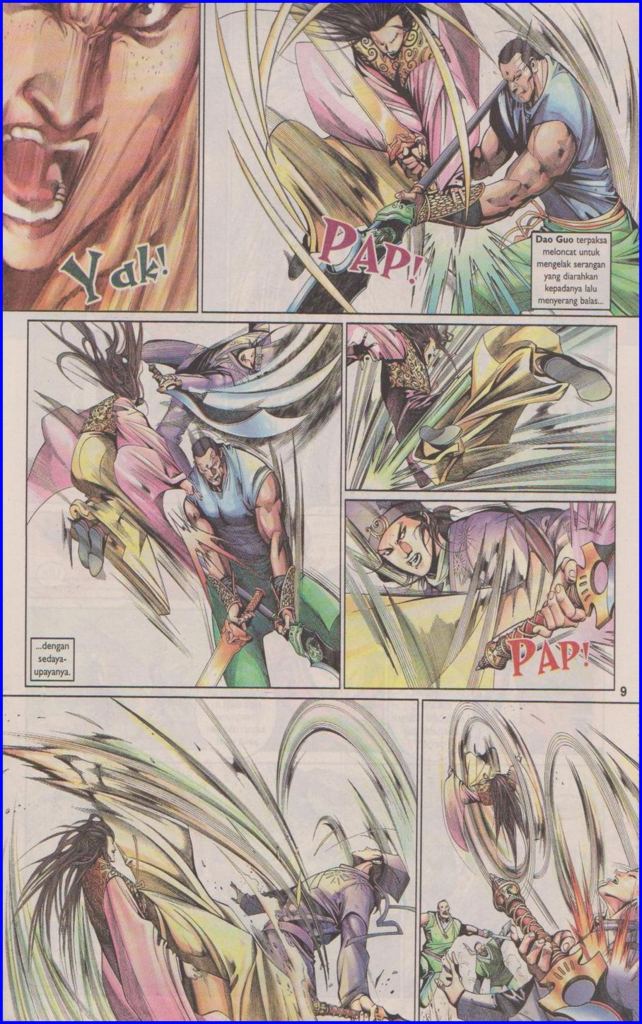 Yak!
PAP!
Dao Guo terpaksa
meloncat untuk
mengelak serangan
yang diarahkan
kepadanya lalu
menyerang balas...
...dengan
sedaya-
upayanya.
PAP!
9